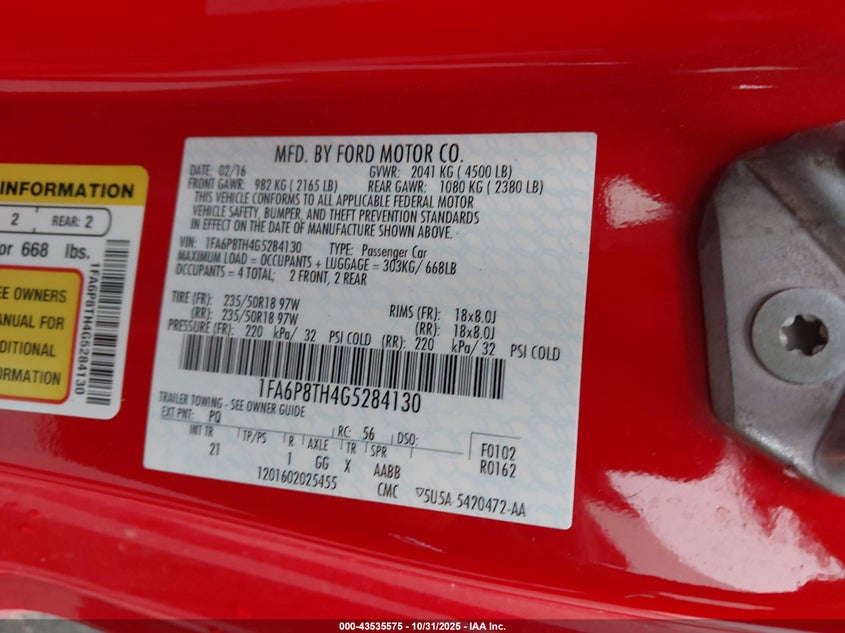 MFD. BY FORD MOTOR CO.
DATE: 02/16 GVWR: 2041 KG ( 4500 LB)
FRONT GAWR: 982 KG ( 2165 LB) REAR GAWR: 1080 KG ( 2380 LB)
THIS VEHICLE CONFORMS TO ALL APPLICABLE FEDERAL MOTOR
VEHICLE SAFETY, BUMPER, AND THEFT PREVENTION STANDARDS
IN EFFECT ON THE DATE OF MANUFACTURE SHOWN ABOVE.
VIN: 1FA6P8TH4G5284130 TYPE: Passenger Car
MAXIMUM LOAD = OCCUPANTS + LUGGAGE = 303KG/ 668LB
OCCUPANTS = 4 TOTAL; 2 FRONT, 2 REAR
TIRE (FR): 235/50R18 97W RIMS (FR): 18x8.0J
(RR): 235/50R18 97W (RR): 18x8.0J
PRESSURE (FR): 220 kPa/ 32 PSI COLD (RR): 220 kPa/ 32 PSI COLD
1FA6P8TH4G5284130
TRAILER TOWING - SEE OWNER GUIDE
EXT PNT: PQ RC: 56 DSO:
INT TR TP/PS R AXLE TR SPR F0102
21 1 GG X AABB R0162
1201602025455 CMC ▽5U5A-5420472-AA
INFORMATION
2 REAR: 2
or 668 lbs.
EE OWNERS
ANUAL FOR
DDITIONAL
FORMATION
1FA6P8TH4G5284130
000-43535575 - 10/31/2025 - IAA Inc.